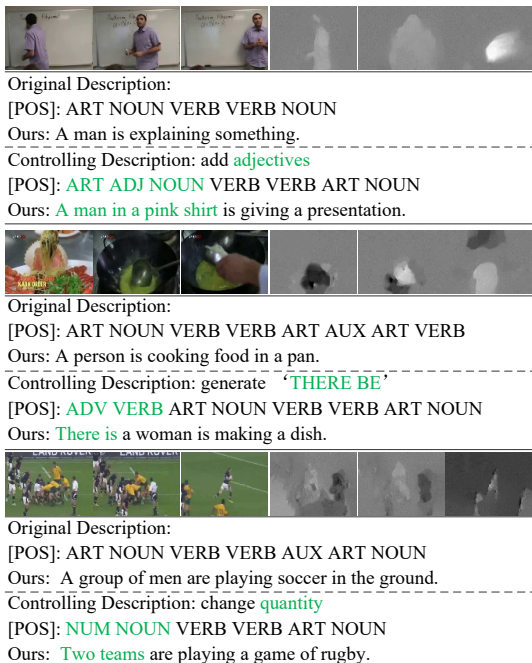 Original Description:
[POS]: ART NOUN VERB VERB NOUN
Ours: A man is explaining something.
Controlling Description: add adjectives
[POS]: ART ADJ NOUN VERB VERB ART NOUN
Ours: A man in a pink shirt is giving a presentation.
Original Description:
[POS]: ART NOUN VERB VERB ART AUX ART VERB
Ours: A person is cooking food in a pan.
Controlling Description: generate ‘THERE BE’
[POS]: ADV VERB ART NOUN VERB VERB ART NOUN
Ours: There is a woman is making a dish.
LAND ROVER
Original Description:
[POS]: ART NOUN VERB VERB AUX ART NOUN
Ours: A group of men are playing soccer in the ground.
Controlling Description: change quantity
[POS]: NUM NOUN VERB VERB ART NOUN
Ours: Two teams are playing a game of rugby.